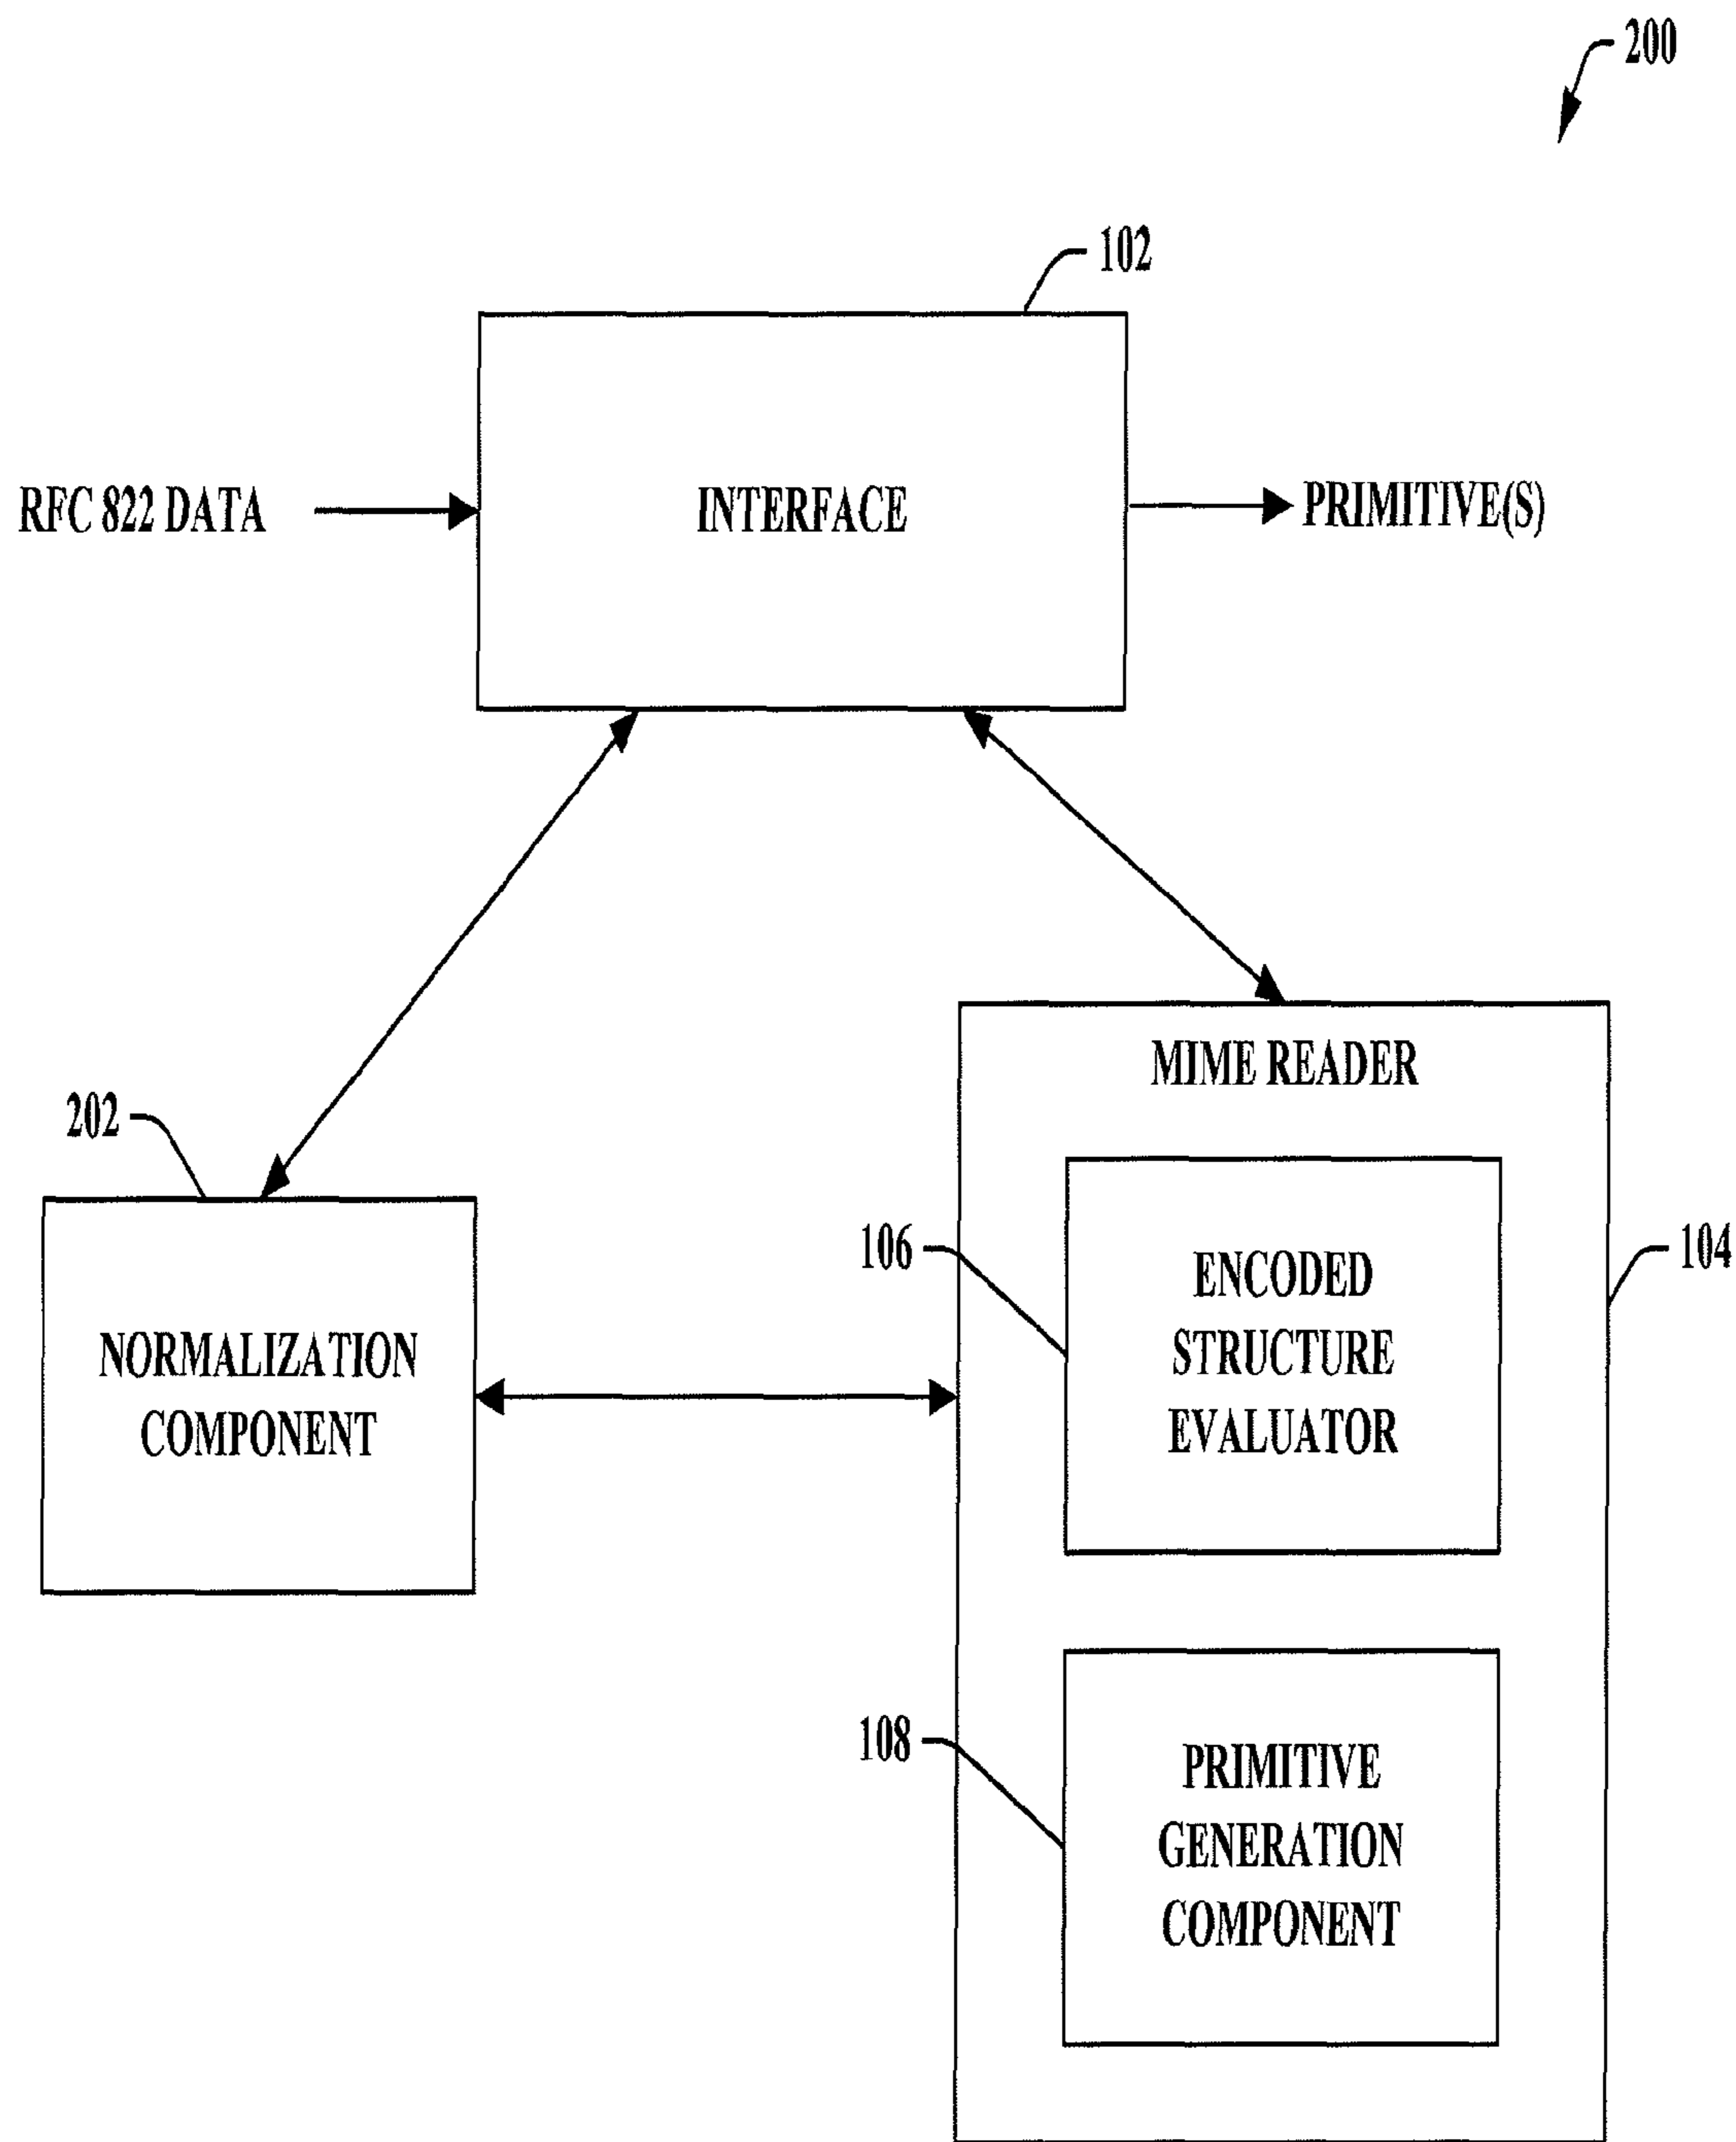 200
102
RFC 822 DATA
INTERFACE
PRIMITIVE(S)
MIME READER
202
106
ENCODED
STRUCTURE
EVALUATOR
104
NORMALIZATION
COMPONENT
108
PRIMITIVE
GENERATION
COMPONENT